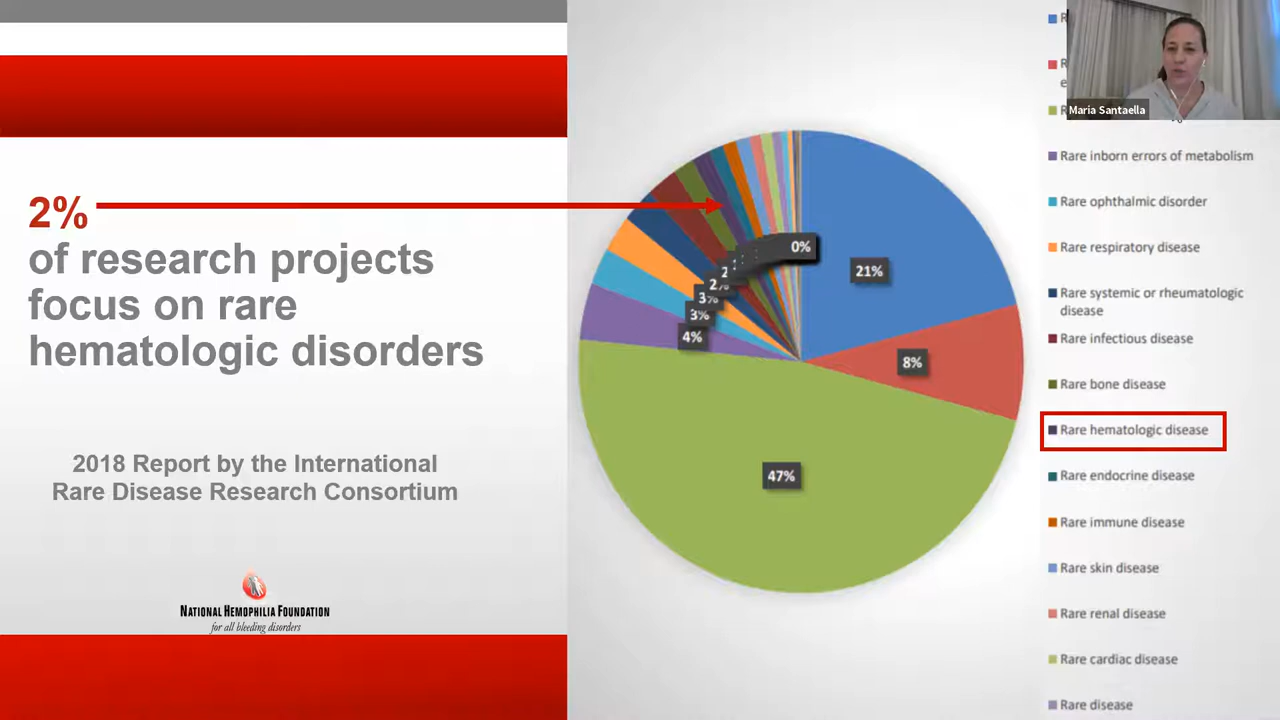 2%
of research projects
focus on rare
hematologic disorders
2018 Report by the International
Rare Disease Research Consortium
NATIONAL HEMOPHILIA FOUNDATION
for all bleeding disorders
0%
21%
8%
47%
4%
3%
3%
2%
Maria Santaella
Rare inborn errors of metabolism
Rare ophthalmic disorder
Rare respiratory disease
Rare systemic or rheumatologic
disease
Rare infectious disease
Rare bone disease
Rare hematologic disease
Rare endocrine disease
Rare immune disease
Rare skin disease
Rare renal disease
Rare cardiac disease
Rare disease